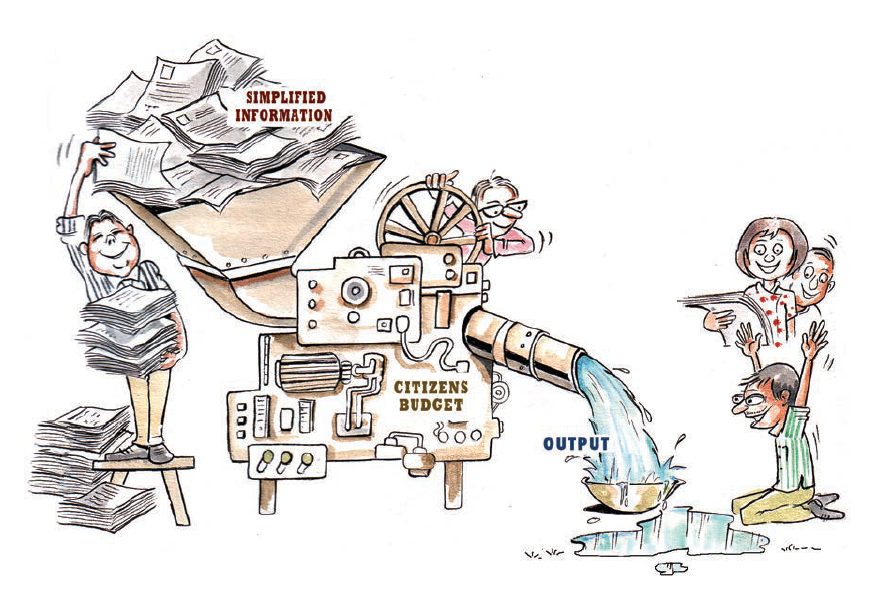 SIMPLIFIED
INFORMATION
CITIZENS
BUDGET
OUTPUT